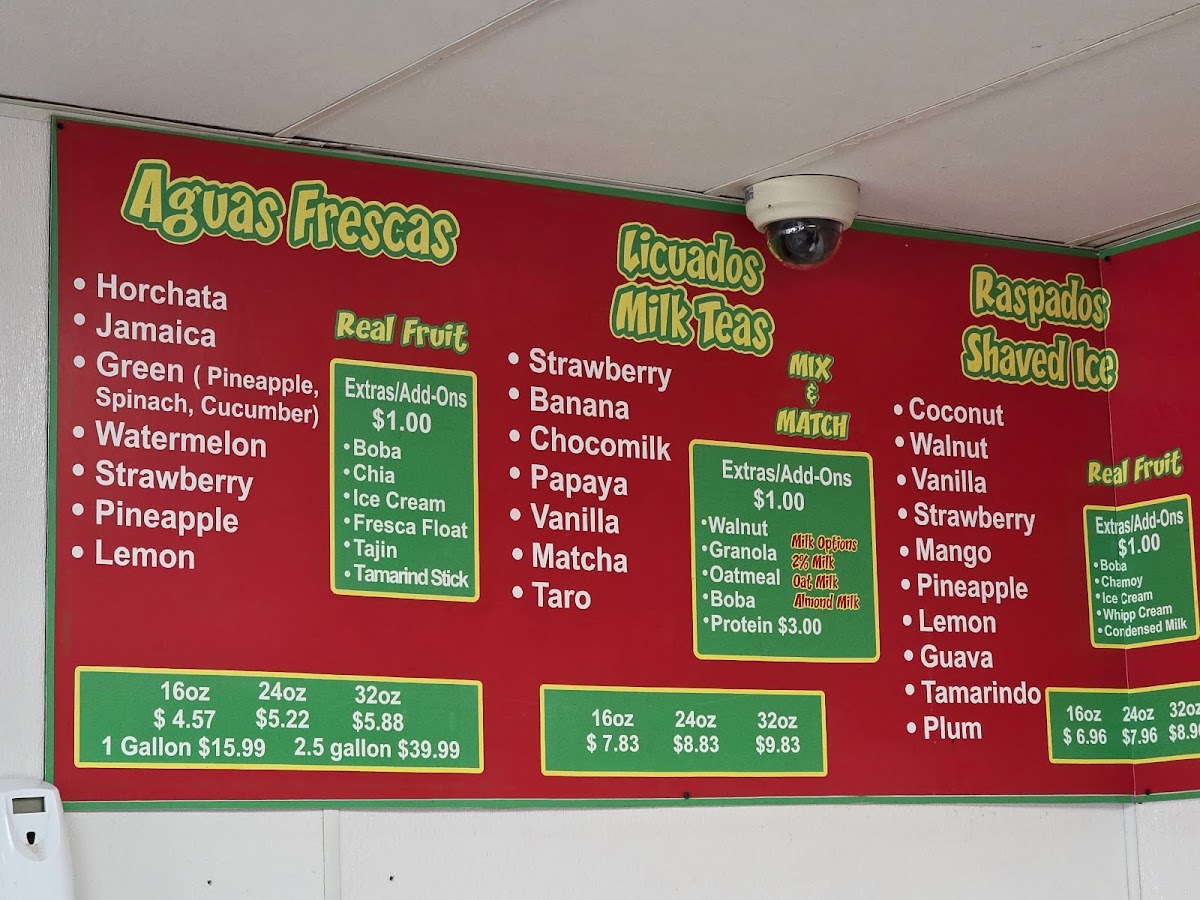 Aguas Frescas
• Horchata
• Jamaica
• Green ( Pineapple,
Spinach, Cucumber)
• Watermelon
• Strawberry
• Pineapple
• Lemon
Real Fruit
Extras/Add-Ons
$1.00
• Boba
• Chia
• Ice Cream
• Fresca Float
• Tajin
• Tamarind Stick
16oz 24oz 32oz
$ 4.57 $5.22 $5.88
1 Gallon $15.99 2.5 gallon $39.99
Licuados
Milk Teas
• Strawberry
• Banana
• Chocomilk
• Papaya
• Vanilla
• Matcha
• Taro
MIX
&
MATCH
Extras/Add-Ons
$1.00
• Walnut
• Granola
• Oatmeal
• Boba
• Protein $3.00
Milk Options
2% Milk
Oat Milk
Almond Milk
16oz 24oz 32oz
$ 7.83 $8.83 $9.83
Raspados
Shaved Ice
• Coconut
• Walnut
• Vanilla
• Strawberry
• Mango
• Pineapple
• Lemon
• Guava
• Tamarindo
• Plum
Real Fruit
Extras/Add-Ons
$1.00
• Boba
• Chamoy
• Ice Cream
• Whipp Cream
• Condensed Milk
16oz 24oz 32oz
$ 6.96 $7.96 $8.96